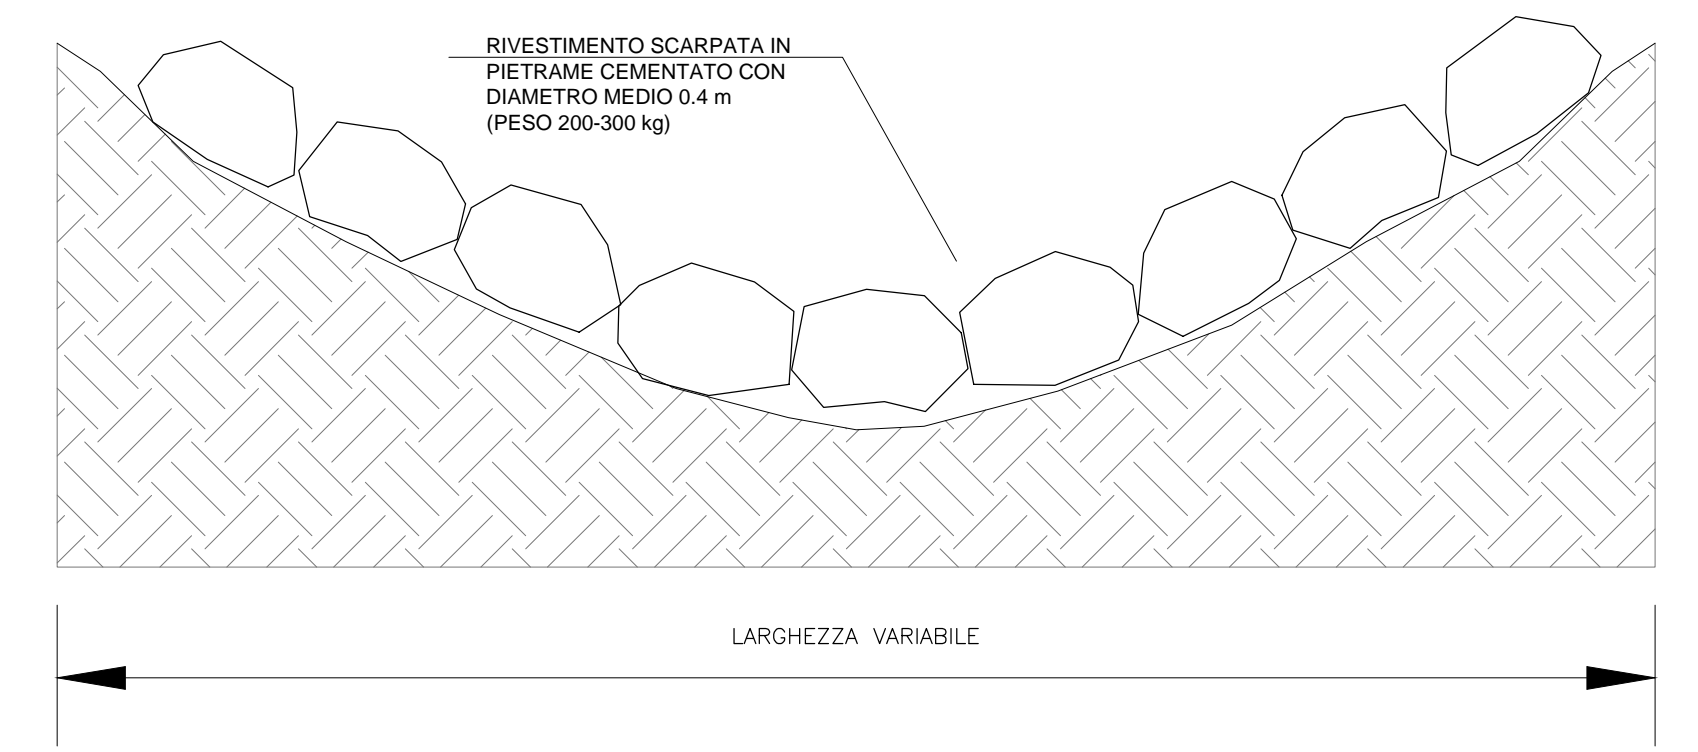 RIVESTIMENTO SCARPATA IN
PIETRAME CEMENTATO CON
DIAMETRO MEDIO 0.4 m
(PESO 200-300 kg)
LARGHEZZA VARIABILE